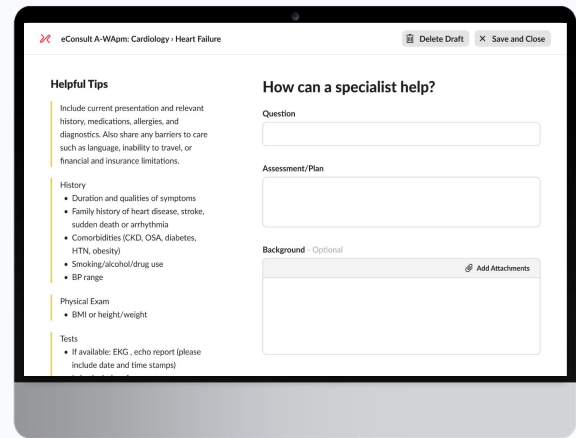 eConsult A-WApm: Cardiology › Heart Failure
Delete Draft
Save and Close
Helpful Tips
Include current presentation and relevant
history, medications, allergies, and
diagnostics. Also share any barriers to care
such as language, inability to travel, or
financial and insurance limitations.
History
• Duration and qualities of symptoms
• Family history of heart disease, stroke,
sudden death or arrhythmia
• Comorbidities (CKD, OSA, diabetes,
HTN, obesity)
• Smoking/alcohol/drug use
• BP range
Physical Exam
• BMI or height/weight
Tests
• If available: EKG , echo report (please
include date and time stamps)
How can a specialist help?
Question
Assessment/Plan
Background - Optional
Add Attachments